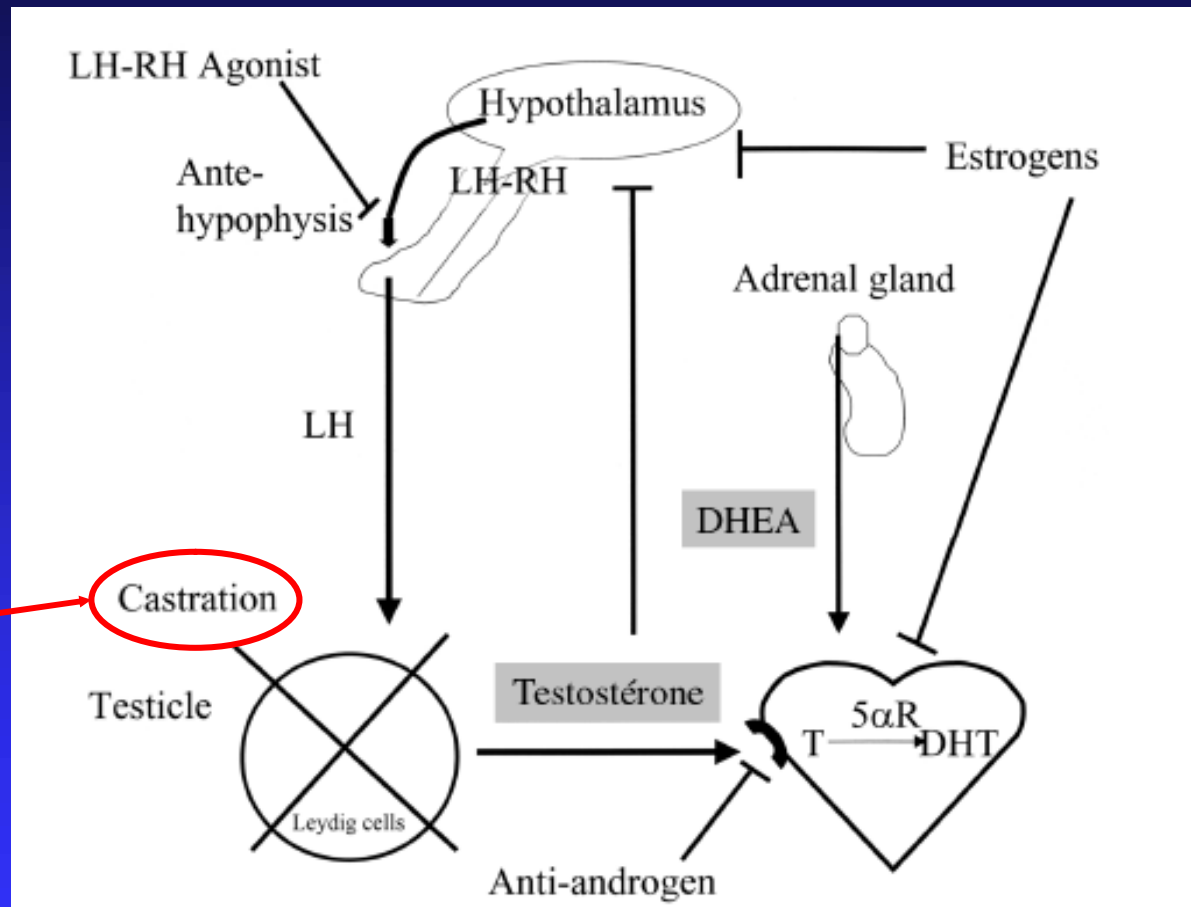 LH-RH Agonist
Hypothalamus
Estrogens
Ante-
hypophysis
LH-RH
Adrenal gland
LH
DHEA
Castration
Testicle
Testostérone
5αR
T DHT
Leydig cells
Anti-androgen